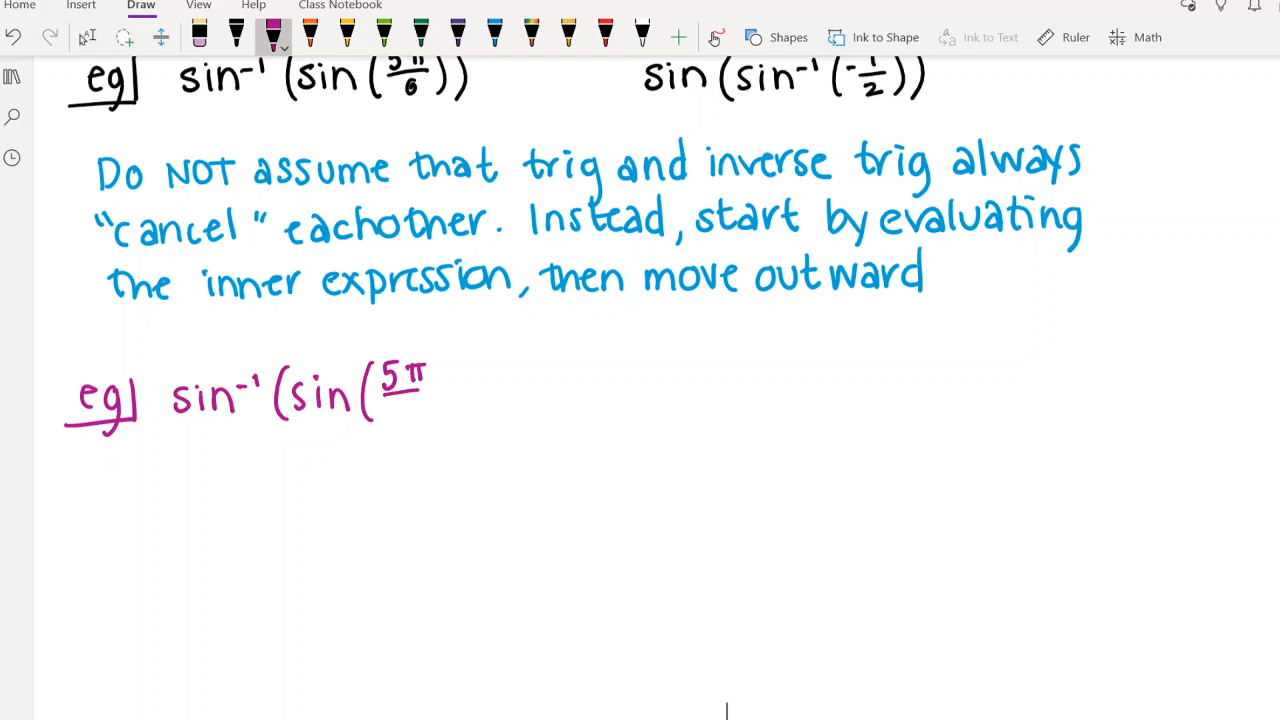 Home Insert Draw View Help Class Notebook
Shapes Ink to Shape Ink to Text Ruler Math
eg] sin⁻¹(sin(5π/6)) sin(sin⁻¹(-1/2))
Do NOT assume that trig and inverse trig always
"cancel" eachother. Instead, start by evaluating
the inner expression, then move outward
eg] sin⁻¹(sin(5π